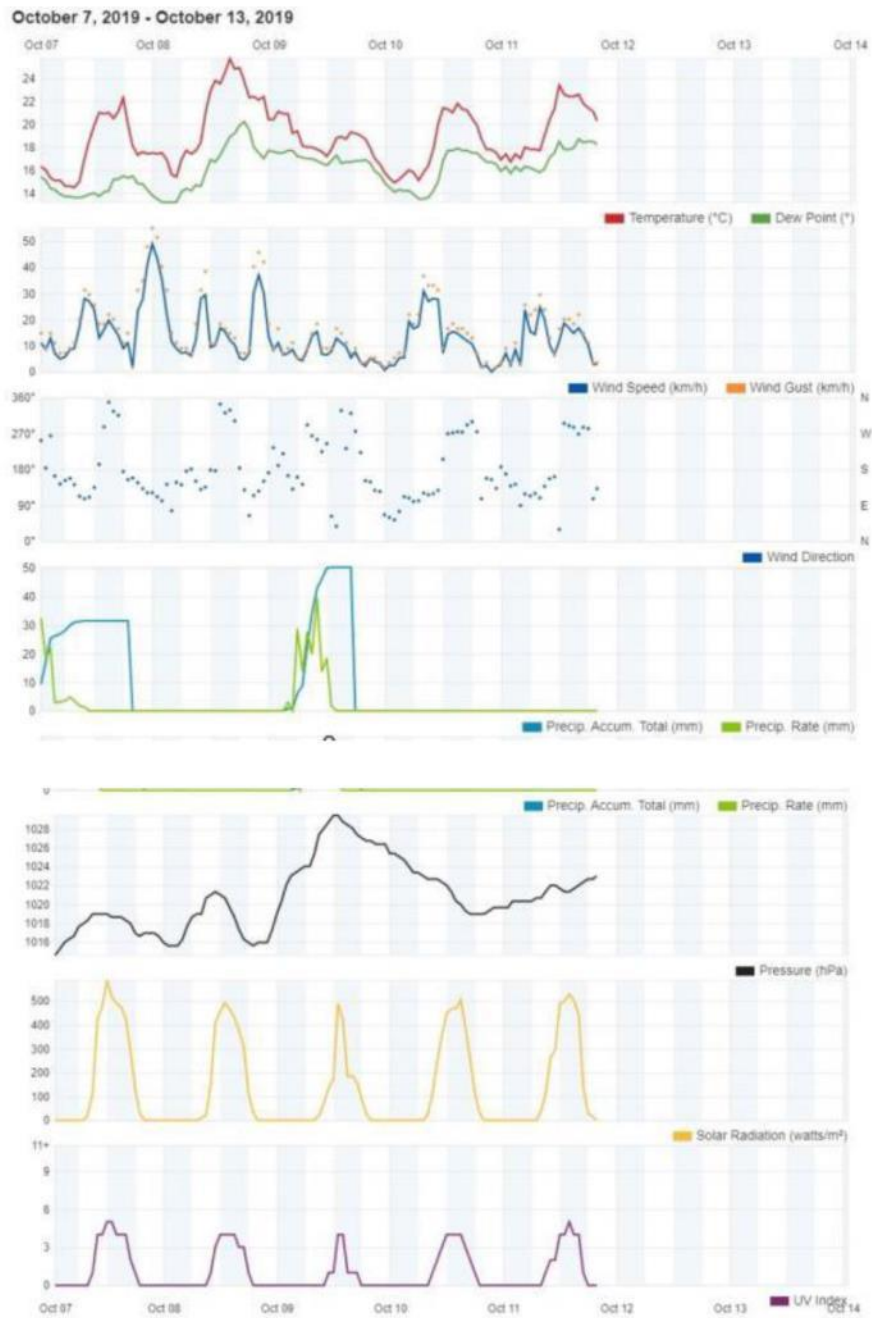 October 7, 2019 - October 13, 2019
Oct 07 Oct 08 Oct 09 Oct 10 Oct 11 Oct 12 Oct 13 Oct 14
24
22
20
18
16
14
Temperature (°C) Dew Point (°)
50
40
30
20
10
0
Wind Speed (km/h) Wind Gust (km/h)
360° N
270° W
180° S
90° E
0° N
Wind Direction
50
40
30
20
10
0
Precip. Accum. Total (mm) Precip. Rate (mm)
0
Precip. Accum. Total (mm) Precip. Rate (mm)
1028
1026
1024
1022
1020
1018
1016
Pressure (hPa)
500
400
300
200
100
0
Solar Radiation (watts/m²)
11+
9
6
3
0
UV Index
Oct 07 Oct 08 Oct 09 Oct 10 Oct 11 Oct 12 Oct 13 Oct 14